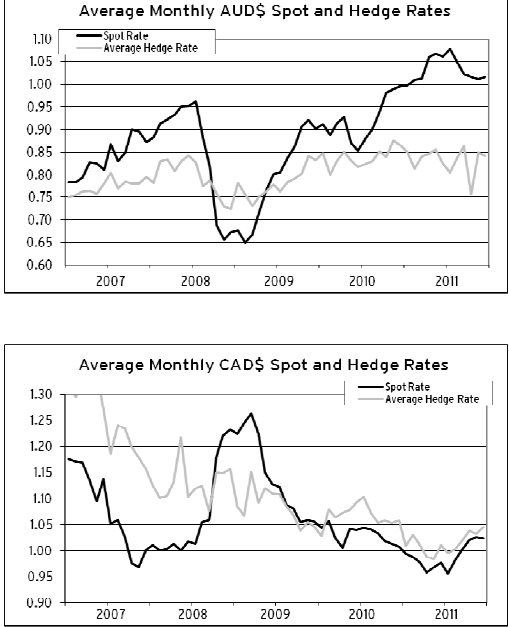 Average Monthly AUD$ Spot and Hedge Rates
Spot Rate
Average Hedge Rate
1.10
1.05
1.00
0.95
0.90
0.85
0.80
0.75
0.70
0.65
0.60
2007 2008 2009 2010 2011
Average Monthly CAD$ Spot and Hedge Rates
Spot Rate
Average Hedge Rate
1.30
1.25
1.20
1.15
1.10
1.05
1.00
0.95
0.90
2007 2008 2009 2010 2011